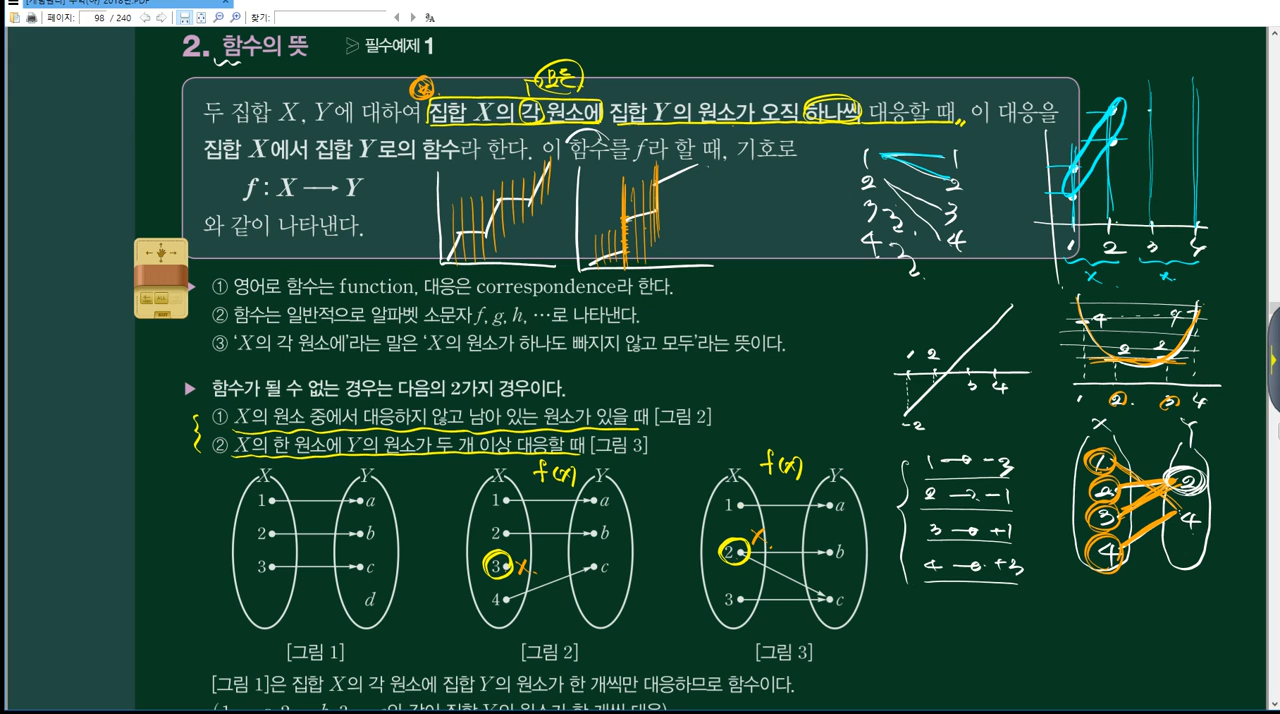 페이지: 98 / 240 찾기:
2. 함수의 뜻 ▷ 필수예제 1
모든
두 집합 X, Y에 대하여 집합 X의 각 원소에 집합 Y의 원소가 오직 하나씩 대응할 때, 이 대응을
집합 X에서 집합 Y로의 함수라 한다. 이 함수를 f라 할 때, 기호로
f : X ⟶ Y
와 같이 나타낸다.
1 1
2 2
3 3
4 4
1 2 3 4
x x
① 영어로 함수는 function, 대응은 correspondence라 한다.
② 함수는 일반적으로 알파벳 소문자 f, g, h, …로 나타낸다.
③ ‘X의 각 원소에’라는 말은 ‘X의 원소가 하나도 빠지지 않고 모두’라는 뜻이다.
▶ 함수가 될 수 없는 경우는 다음의 2가지 경우이다.
① X의 원소 중에서 대응하지 않고 남아 있는 원소가 있을 때 [그림 2]
② X의 한 원소에 Y의 원소가 두 개 이상 대응할 때 [그림 3]
1 2 3 4
-2
4 4
2 2
1 2 3 4
X Y
1 → -3
2 → -1
3 → +1
4 → +3
1 2
2 4
3
4
f(x) f(x)
X Y X Y X Y
1 a 1 a 1 a
2 b 2 b 2 b
3 c 3 c 3 c
d 4
x. x.
[그림 1] [그림 2] [그림 3]
[그림 1]은 집합 X의 각 원소에 집합 Y의 원소가 한 개씩만 대응하므로 함수이다.